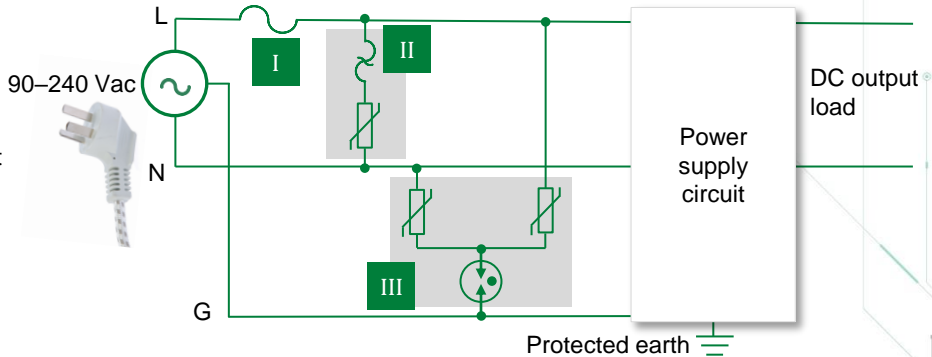 L
I
II
90–240 Vac
DC output
load
Power
supply
circuit
N
III
G
Protected earth